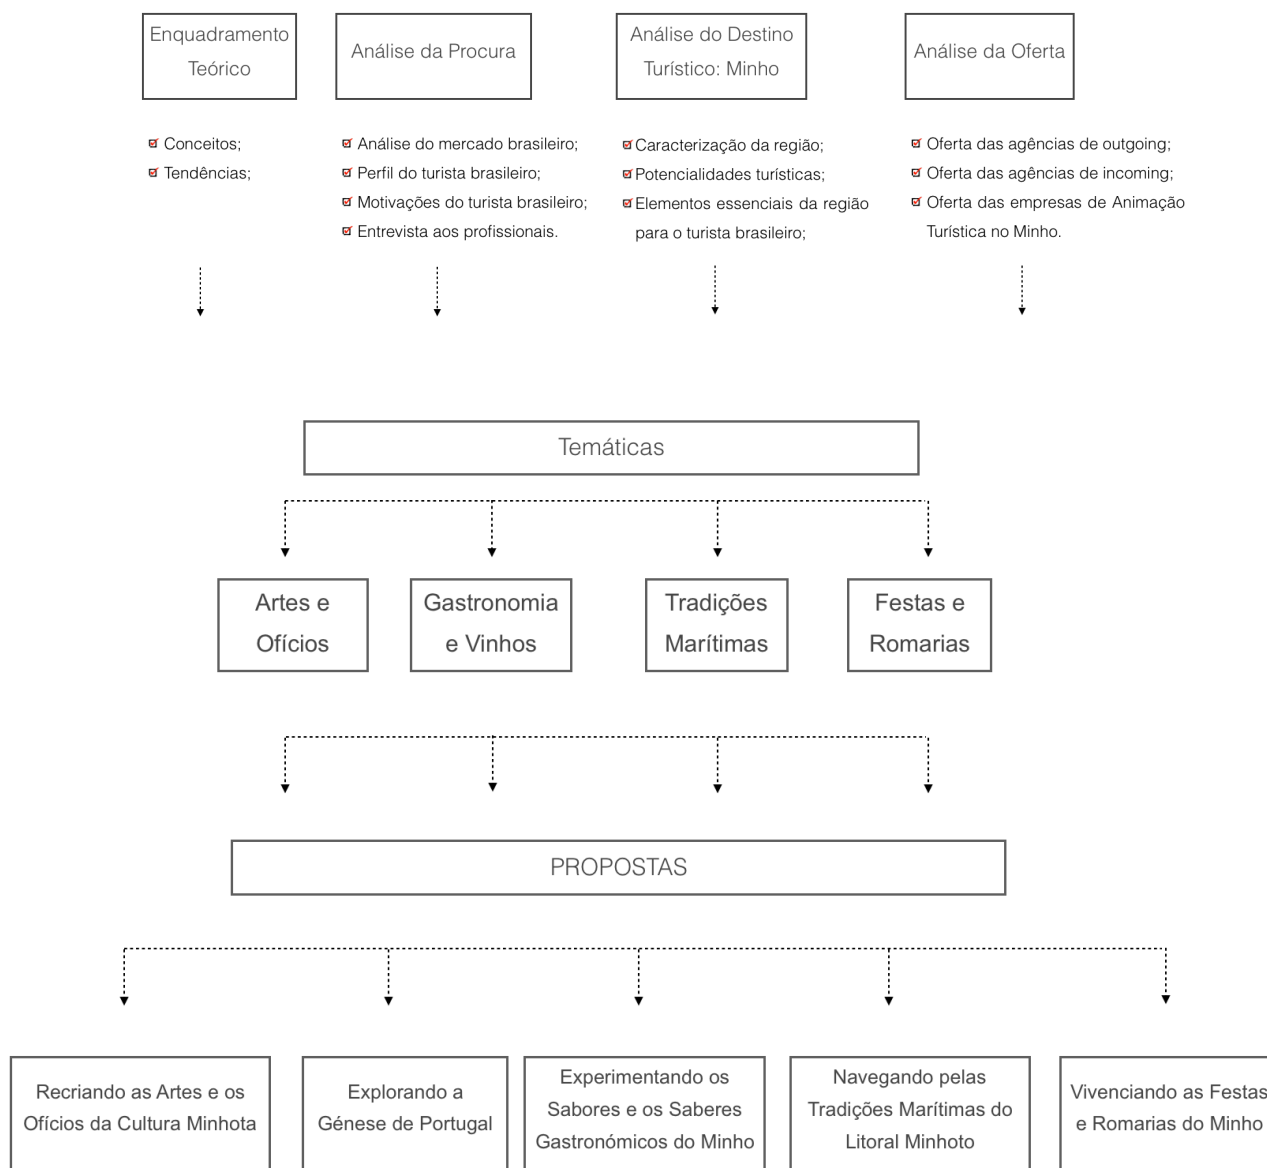 Enquadramento
Teórico
Análise da Procura
Análise do Destino
Turístico: Minho
Análise da Oferta
Conceitos;
Tendências;
Análise do mercado brasileiro;
Perfil do turista brasileiro;
Motivações do turista brasileiro;
Entrevista aos profissionais.
Caracterização da região;
Potencialidades turísticas;
Elementos essenciais da região
para o turista brasileiro;
Oferta das agências de outgoing;
Oferta das agências de incoming;
Oferta das empresas de Animação
Turística no Minho.
Temáticas
Artes e
Ofícios
Gastronomia
e Vinhos
Tradições
Marítimas
Festas e
Romarias
PROPOSTAS
Recriando as Artes e os
Ofícios da Cultura Minhota
Explorando a
Génese de Portugal
Experimentando os
Sabores e os Saberes
Gastronómicos do Minho
Navegando pelas
Tradições Marítimas do
Litoral Minhoto
Vivenciando as Festas
e Romarias do Minho